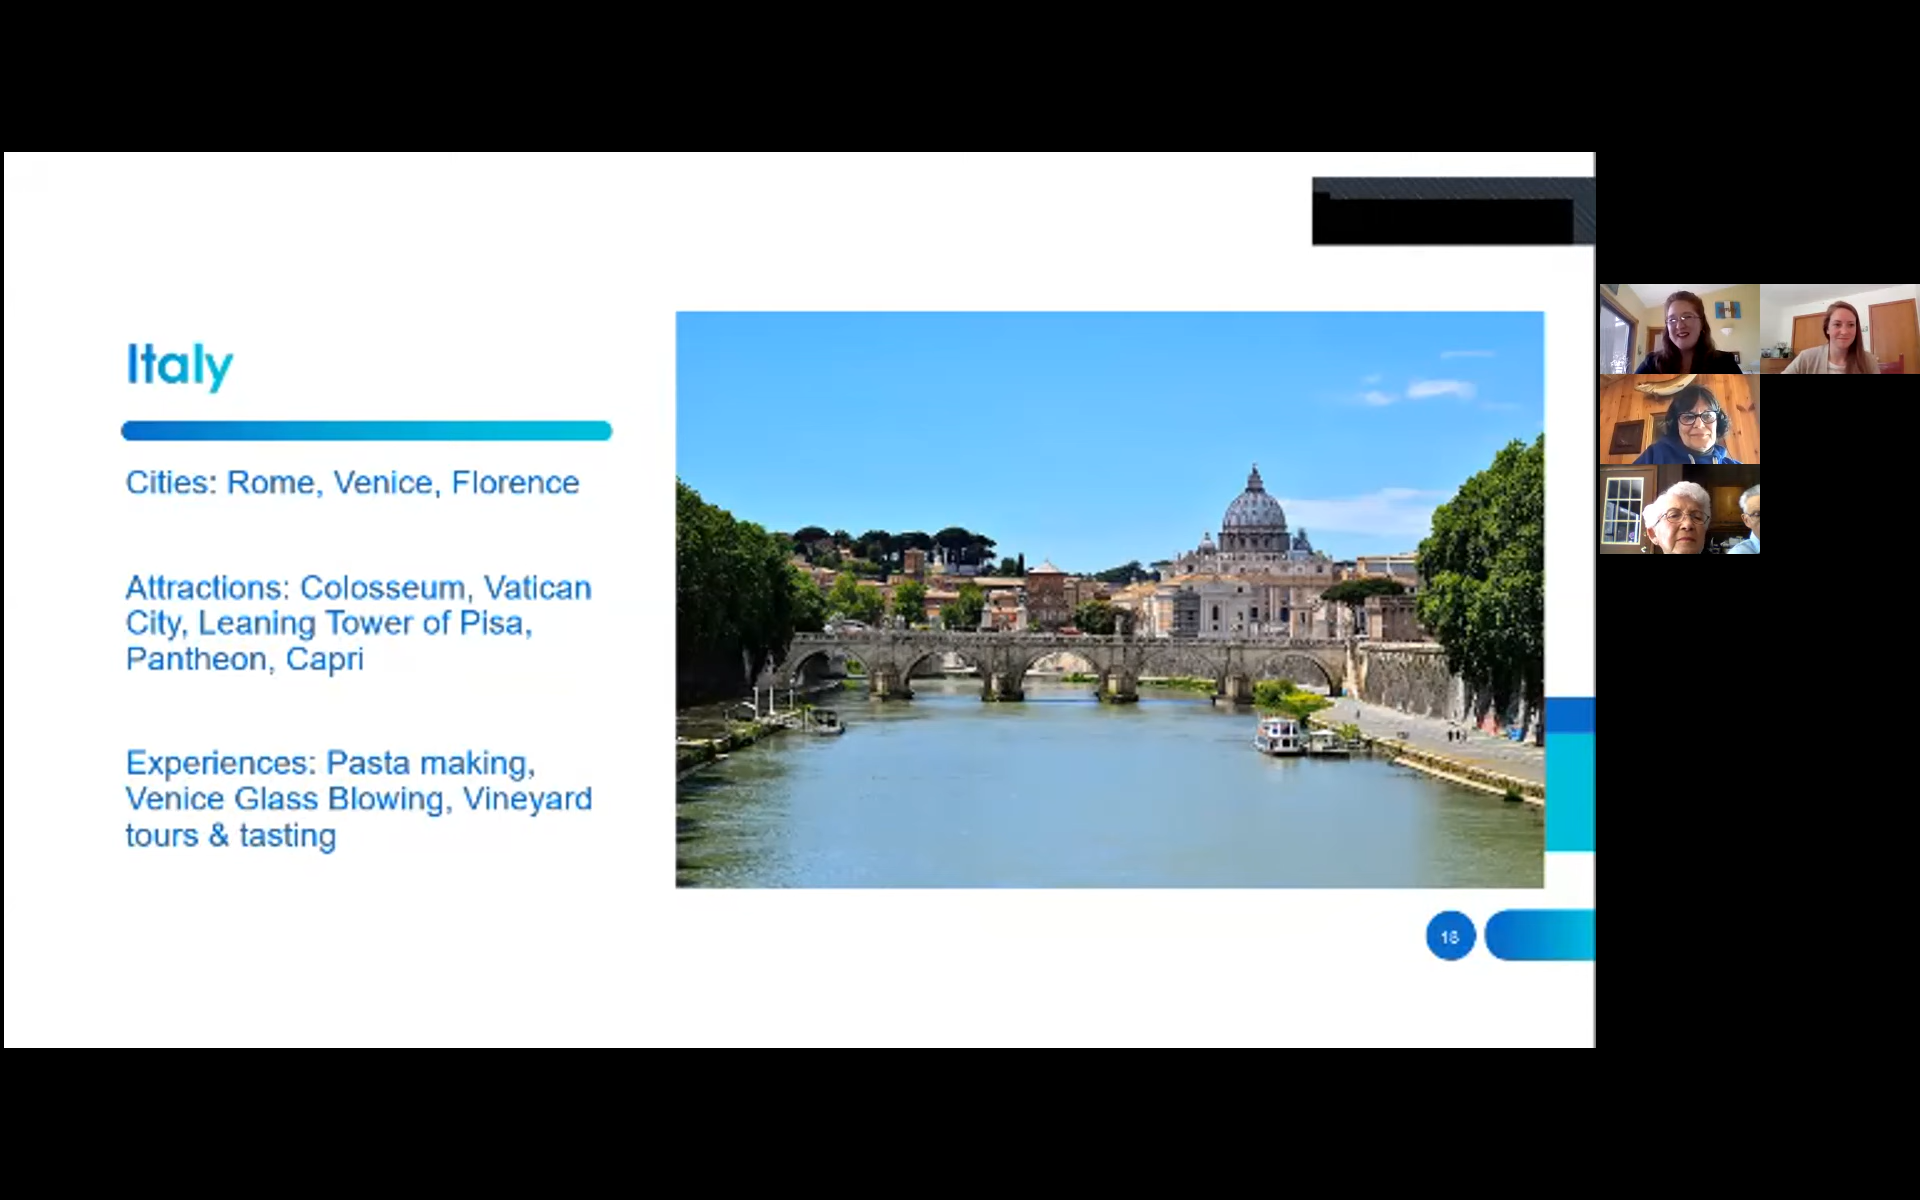 Italy
Cities: Rome, Venice, Florence
Attractions: Colosseum, Vatican
City, Leaning Tower of Pisa,
Pantheon, Capri
Experiences: Pasta making,
Venice Glass Blowing, Vineyard
tours & tasting